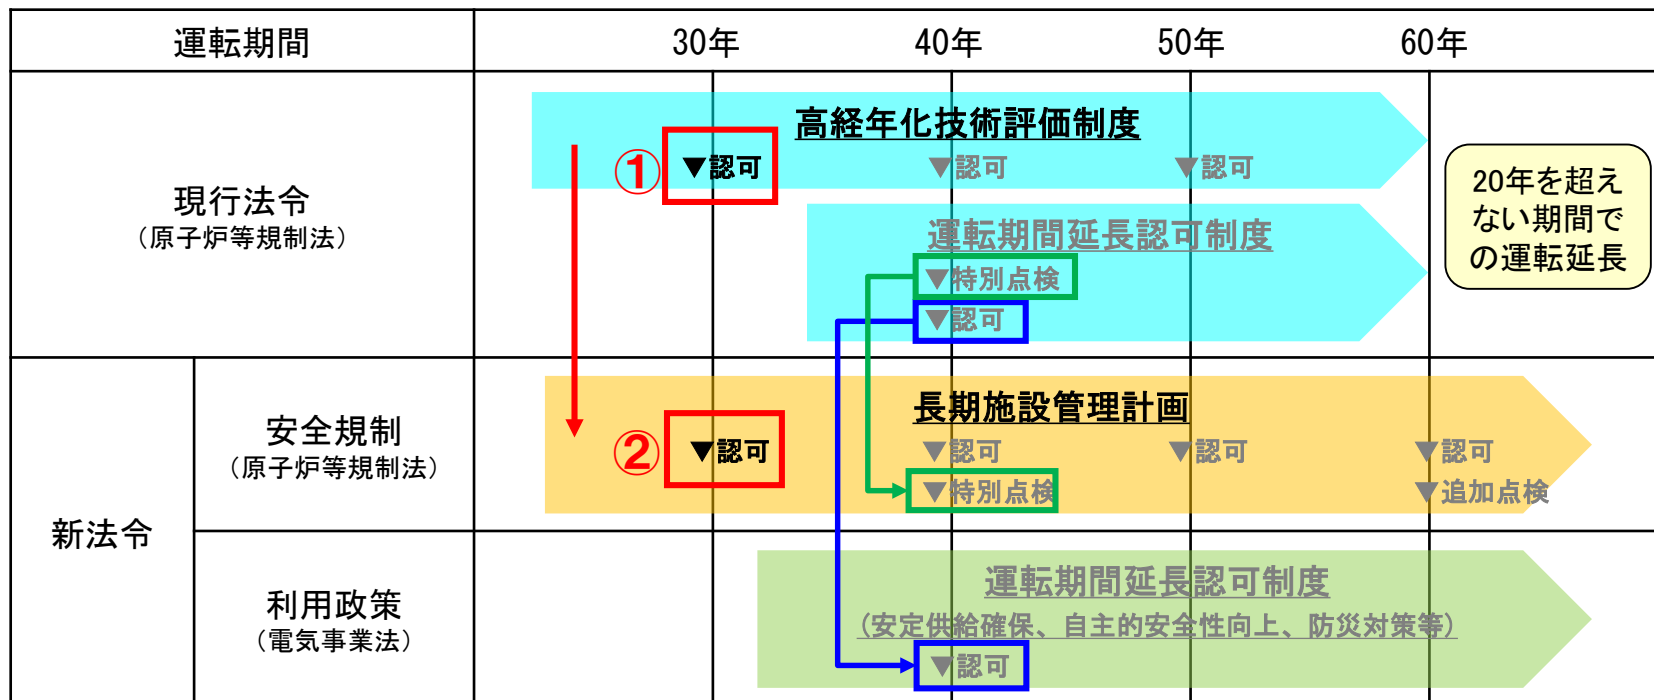 運転期間
30年
40年
50年
60年
現行法令
(原子炉等規制法)
高経年化技術評価制度
①
▼認可
▼認可
▼認可
運転期間延長認可制度
▼特別点検
▼認可
20年を超え
ない期間で
の運転延長
新法令
安全規制
(原子炉等規制法)
長期施設管理計画
②
▼認可
▼認可
▼認可
▼認可
▼特別点検
▼追加点検
利用政策
(電気事業法)
運転期間延長認可制度
(安定供給確保、自主的安全性向上、防災対策等)
▼認可